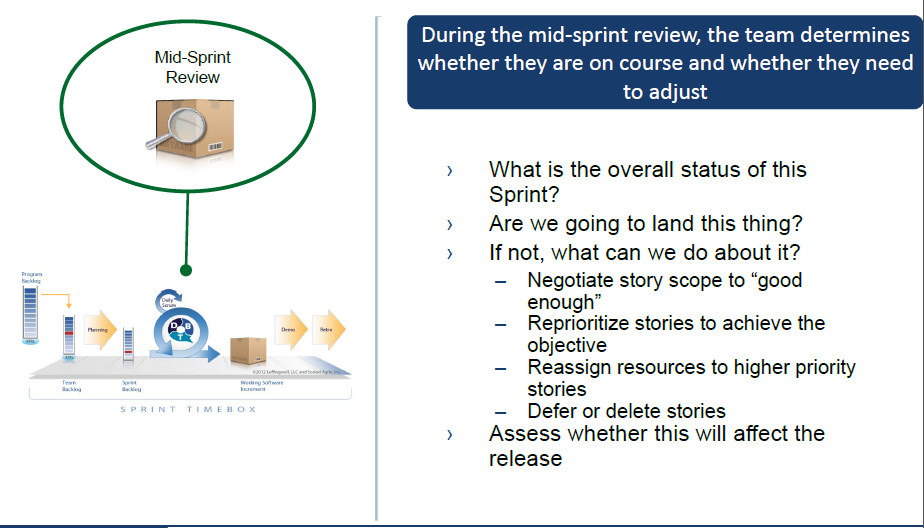 Mid-Sprint
Review
During the mid-sprint review, the team determines
whether they are on course and whether they need
to adjust
› What is the overall status of this
Sprint?
› Are we going to land this thing?
› If not, what can we do about it?
– Negotiate story scope to “good
enough”
– Reprioritize stories to achieve the
objective
– Reassign resources to higher priority
stories
– Defer or delete stories
› Assess whether this will affect the
release
Program
Backlog
Daily
Scrum
Planning
D B
T
Demo
Retro
©2012 Leffingwell, LLC and Scaled Agile, Inc.
Team
Backlog
Sprint
Backlog
Working Software
Increment
SPRINT TIMEBOX